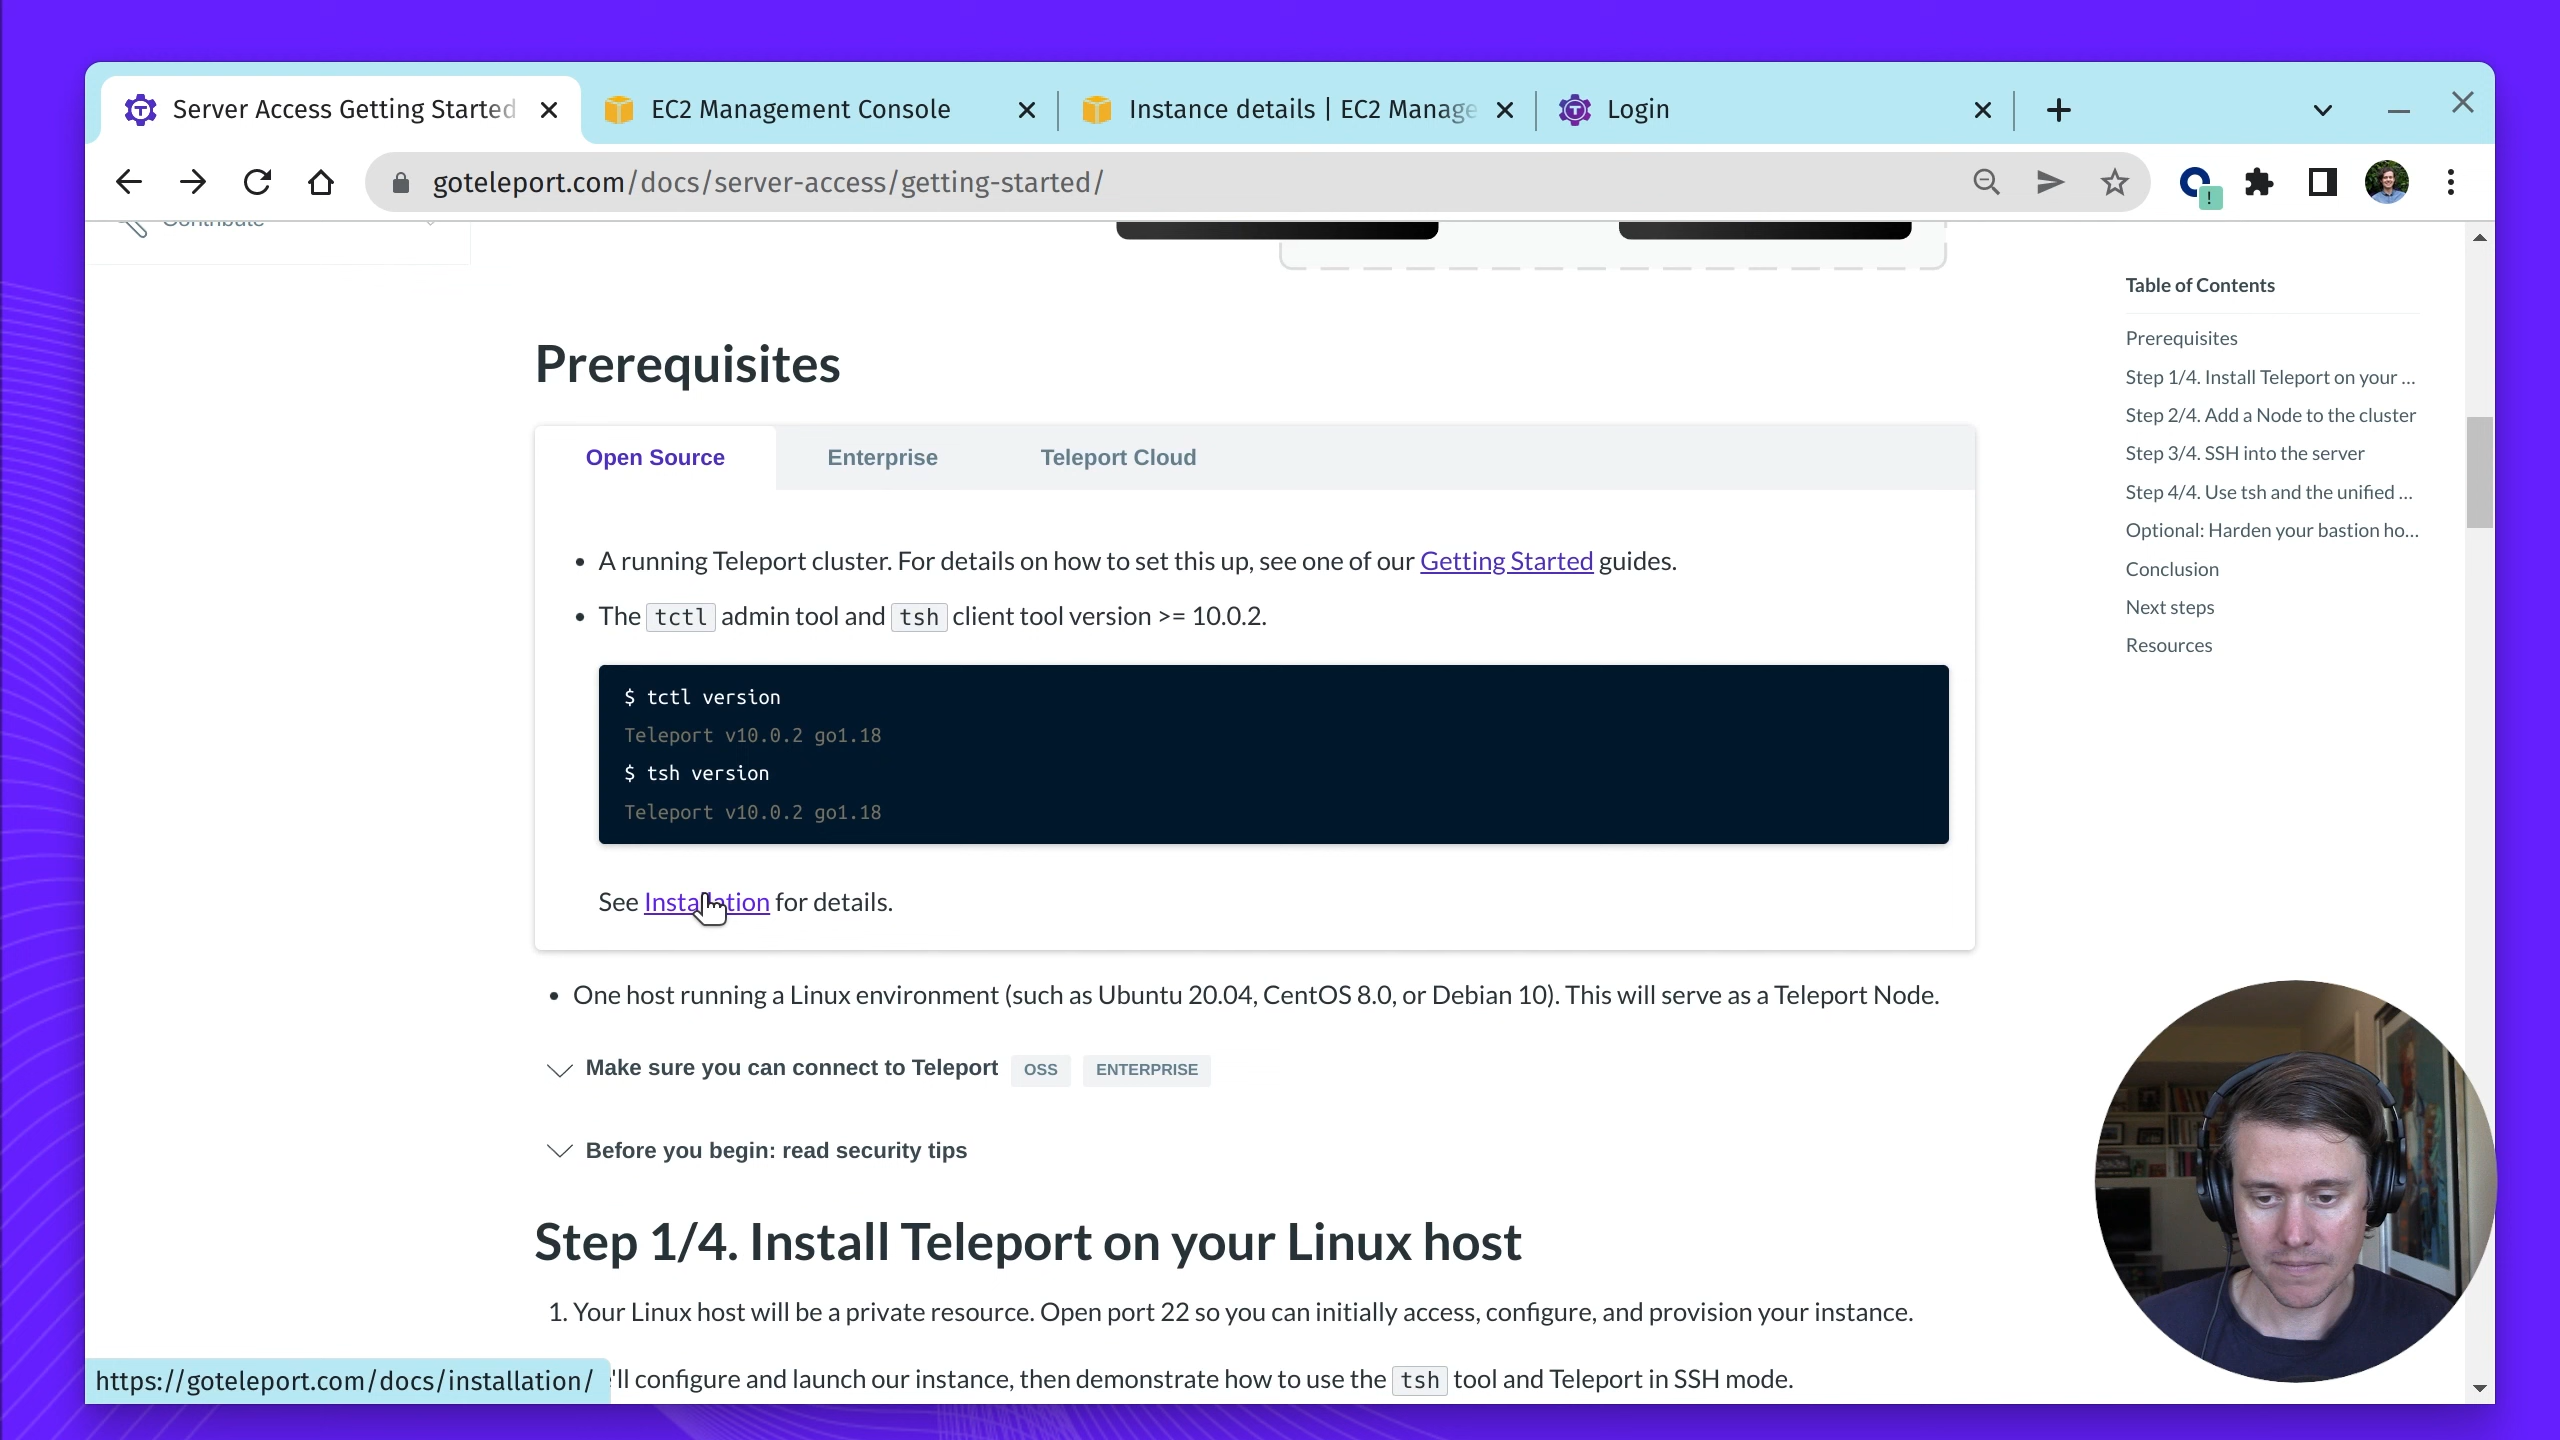 Server Access Getting Started
EC2 Management Console
Instance details | EC2 Manage
Login
goteleport.com/docs/server-access/getting-started/
Contribute
Table of Contents
Prerequisites
Step 1/4. Install Teleport on your ...
Step 2/4. Add a Node to the cluster
Step 3/4. SSH into the server
Step 4/4. Use tsh and the unified ...
Optional: Harden your bastion ho...
Conclusion
Next steps
Resources
Prerequisites
Open Source
Enterprise
Teleport Cloud
• A running Teleport cluster. For details on how to set this up, see one of our Getting Started guides.
• The tctl admin tool and tsh client tool version >= 10.0.2.
$ tctl version
Teleport v10.0.2 go1.18
$ tsh version
Teleport v10.0.2 go1.18
See Installation for details.
• One host running a Linux environment (such as Ubuntu 20.04, CentOS 8.0, or Debian 10). This will serve as a Teleport Node.
Make sure you can connect to Teleport OSS ENTERPRISE
Before you begin: read security tips
Step 1/4. Install Teleport on your Linux host
1. Your Linux host will be a private resource. Open port 22 so you can initially access, configure, and provision your instance.
'll configure and launch our instance, then demonstrate how to use the tsh tool and Teleport in SSH mode.
https://goteleport.com/docs/installation/